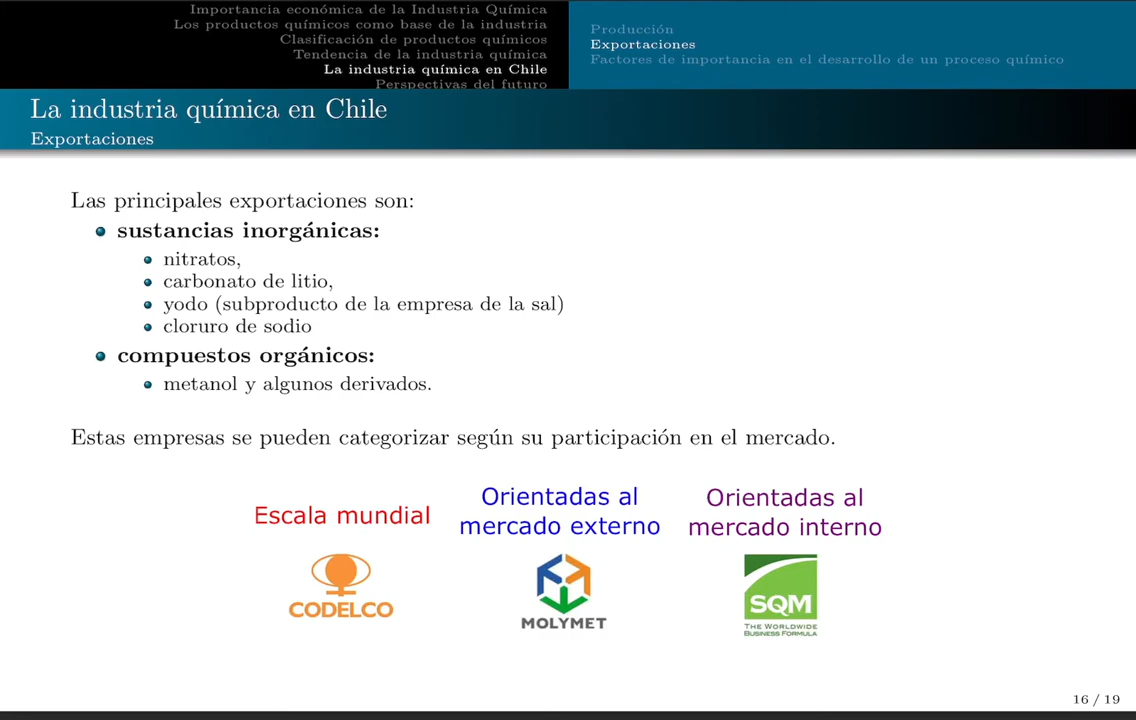 Importancia económica de la Industria Química
Los productos químicos como base de la industria
Clasificación de productos químicos
Tendencia de la industria química
La industria química en Chile
Perspectivas del futuro
Producción
Exportaciones
Factores de importancia en el desarrollo de un proceso químico
La industria química en Chile
Exportaciones
Las principales exportaciones son:
sustancias inorgánicas:
nitratos,
carbonato de litio,
yodo (subproducto de la empresa de la sal)
cloruro de sodio
compuestos orgánicos:
metanol y algunos derivados.
Estas empresas se pueden categorizar según su participación en el mercado.
Escala mundial
Orientadas al
mercado externo
Orientadas al
mercado interno
CODELCO
MOLYMET
SQM
THE WORLDWIDE
BUSINESS FORMULA
16 / 19